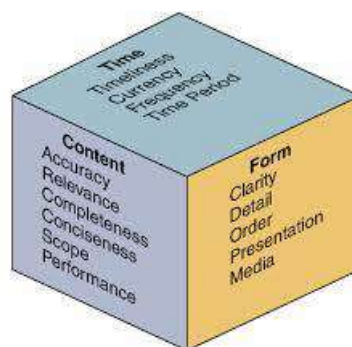 Time
Timeliness
Currency
Frequency
Time Period
Content
Accuracy
Relevance
Completeness
Conciseness
Scope
Performance
Form
Clarity
Detail
Order
Presentation
Media